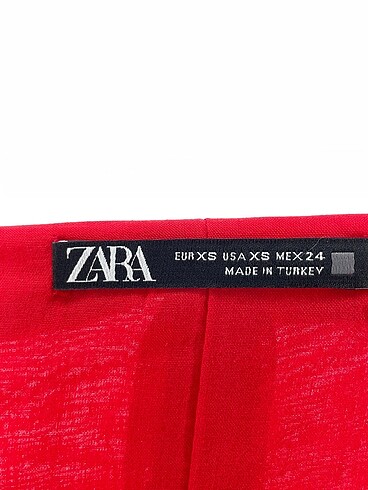 ZARA
EUR XS USA XS MEX 24
MADE IN TURKEY